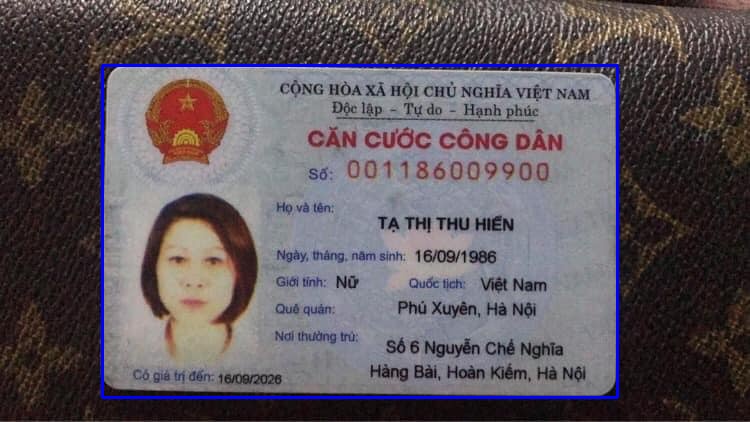 CỘNG HÒA XÃ HỘI CHỦ NGHĨA VIỆT NAM
Độc lập - Tự do - Hạnh phúc
CĂN CƯỚC CÔNG DÂN
Số: 001186009900
Họ và tên:
TẠ THỊ THU HIỀN
Ngày, tháng, năm sinh: 16/09/1986
Giới tính: Nữ Quốc tịch: Việt Nam
Quê quán: Phú Xuyên, Hà Nội
Nơi thường trú: Số 6 Nguyễn Chế Nghĩa
Hàng Bài, Hoàn Kiếm, Hà Nội
Có giá trị đến: 16/09/2026